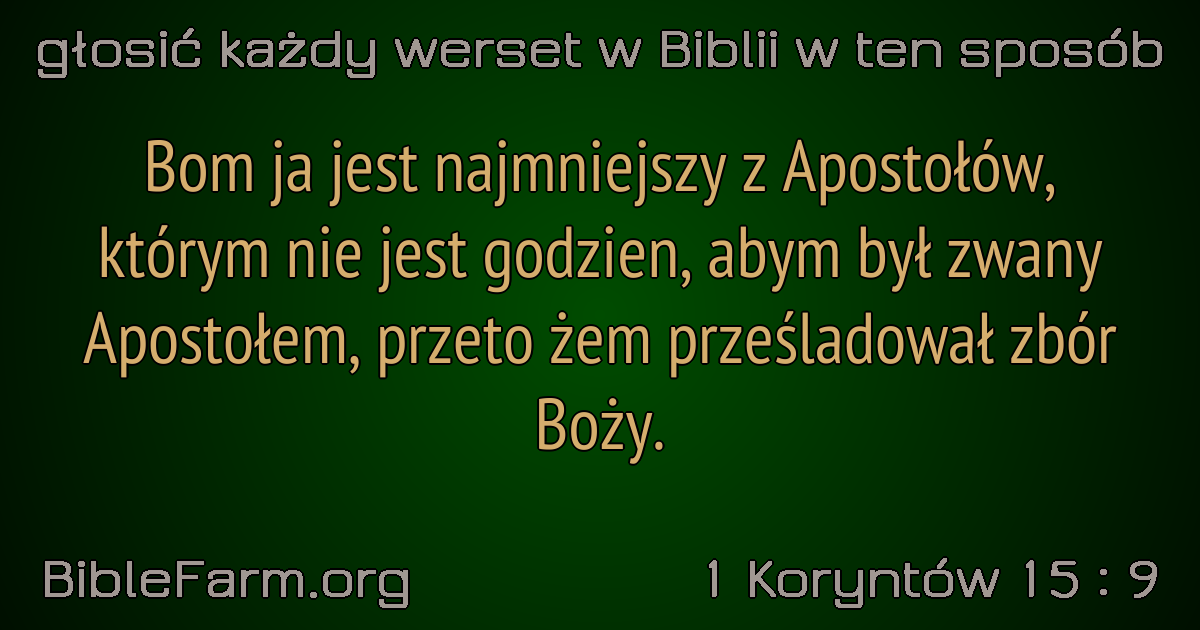 głosić każdy werset w Biblii w ten sposób
Bom ja jest najmniejszy z Apostołów,
którym nie jest godzien, abym był zwany
Apostołem, przeto żem prześladował zbór
Boży.
BibleFarm.org
1 Koryntów 15 : 9